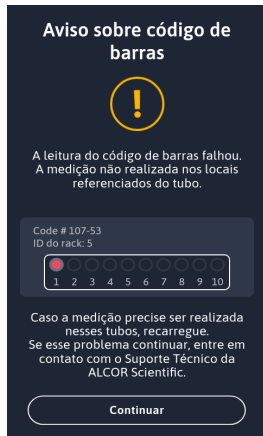 Aviso sobre código de
barras
!
A leitura do código de barras falhou.
A medição não realizada nos locais
referenciados do tubo.
Code # 107-53
ID do rack: 5
1 2 3 4 5 6 7 8 9 10
Caso a medição precise ser realizada
nesses tubos, recarregue.
Se esse problema continuar, entre em
contato com o Suporte Técnico da
ALCOR Scientific.
Continuar